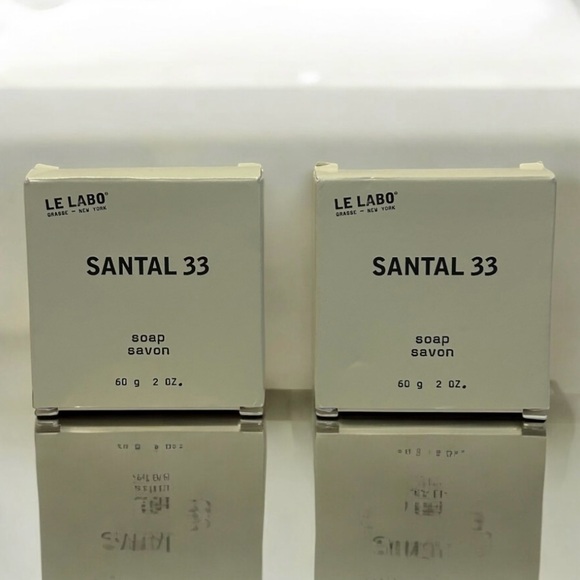 LE LABO®
GRASSE — NEW YORK
SANTAL 33
soap
savon
60 g 2 OZ.
LE LABO®
GRASSE — NEW YORK
SANTAL 33
soap
savon
60 g 2 OZ.